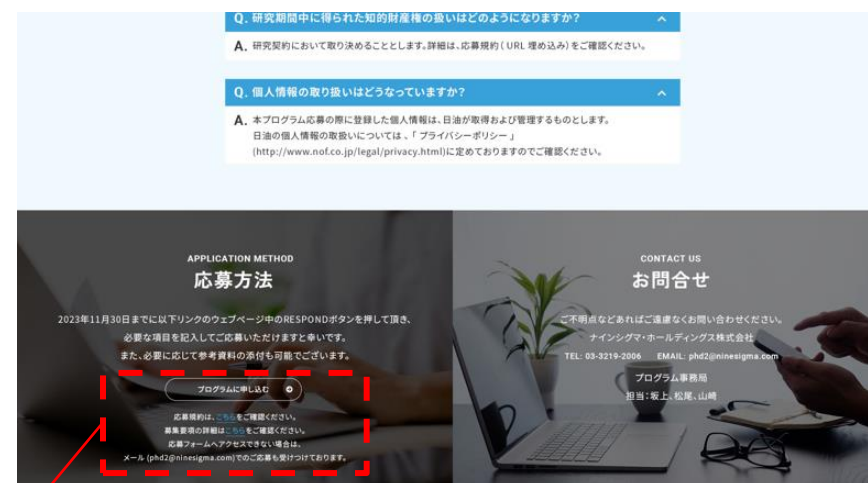 Q. 研究期間中に得られた知的財産権の扱いはどのようになりますか？
A. 研究契約において取り決めることとします。詳細は、応募規約( URL 埋め込み)をご確認ください。
Q. 個人情報の取り扱いはどうなっていますか？
A. 本プログラム応募の際に登録した個人情報は、日油が取得および管理するものとします。
日油の個人情報の取扱いについては 、「 プライバシーポリシー 」
(http://www.nof.co.jp/legal/privacy.html)に定めておりますのでご確認ください。
APPLICATION METHOD
応募方法
2023年11月30日までに以下リンクのウェブページ中のRESPONDボタンを押して頂き、
必要な項目を記入してご応募いただけますと幸いです。
また、必要に応じて参考資料の添付も可能でございます。
プログラムに申し込む
応募規約は、こちらをご確認ください。
募集要項の詳細はこちらをご確認ください。
応募フォームへアクセスできない場合は、
メール (phd2@ninesigma.com)でのご応募も受けつけております。
CONTACT US
お問合せ
ご不明点などあればご遠慮なくお問い合わせください。
ナインシグマ・ホールディングス株式会社
TEL: 03-3219-2006 EMAIL: phd2@ninesigma.com
プログラム事務局
担当：坂上、松尾、山崎